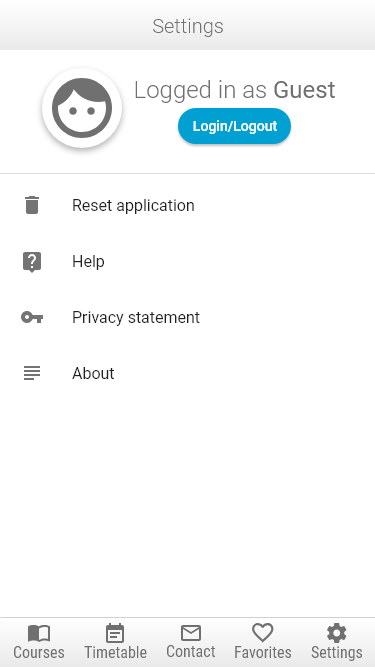 Settings
Logged in as Guest
Login/Logout
Reset application
Help
Privacy statement
About
Courses
Timetable
Contact
Favorites
Settings